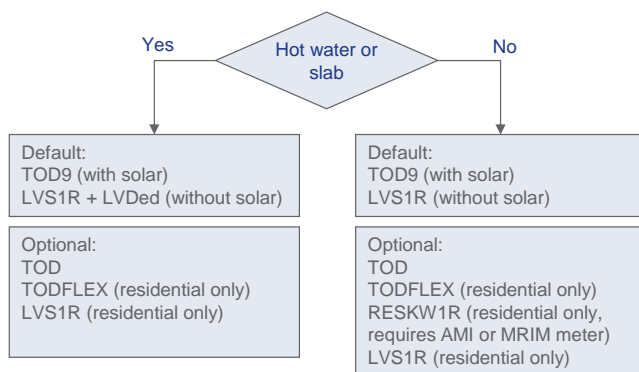 Yes
Hot water or
slab
No
Default:
TOD9 (with solar)
LVS1R + LVDed (without solar)
Optional:
TOD
TODFLEX (residential only)
LVS1R (residential only)
Default:
TOD9 (with solar)
LVS1R (without solar)
Optional:
TOD
TODFLEX (residential only)
RESKW1R (residential only,
requires AMI or MRIM meter)
LVS1R (residential only)